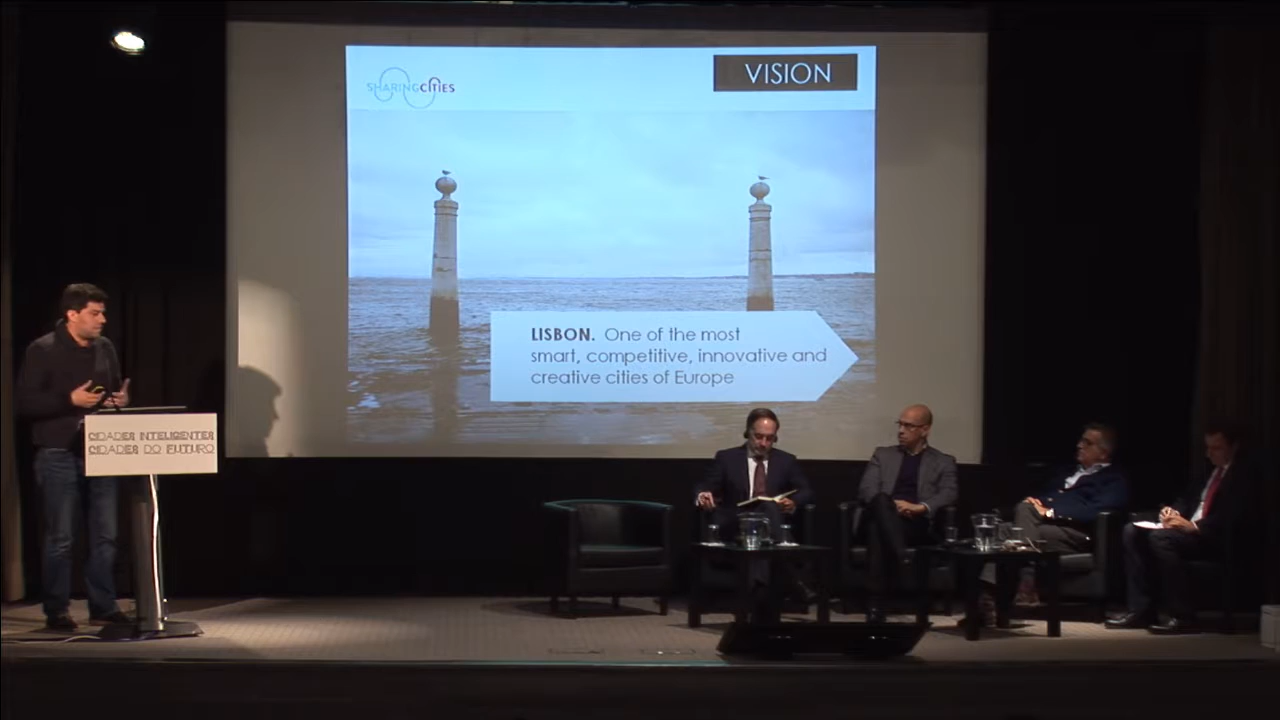 SHARINGCITIES
VISION
LISBON. One of the most
smart, competitive, innovative and
creative cities of Europe
CIDADES INTELIGENTES
CIDADES DO FUTURO